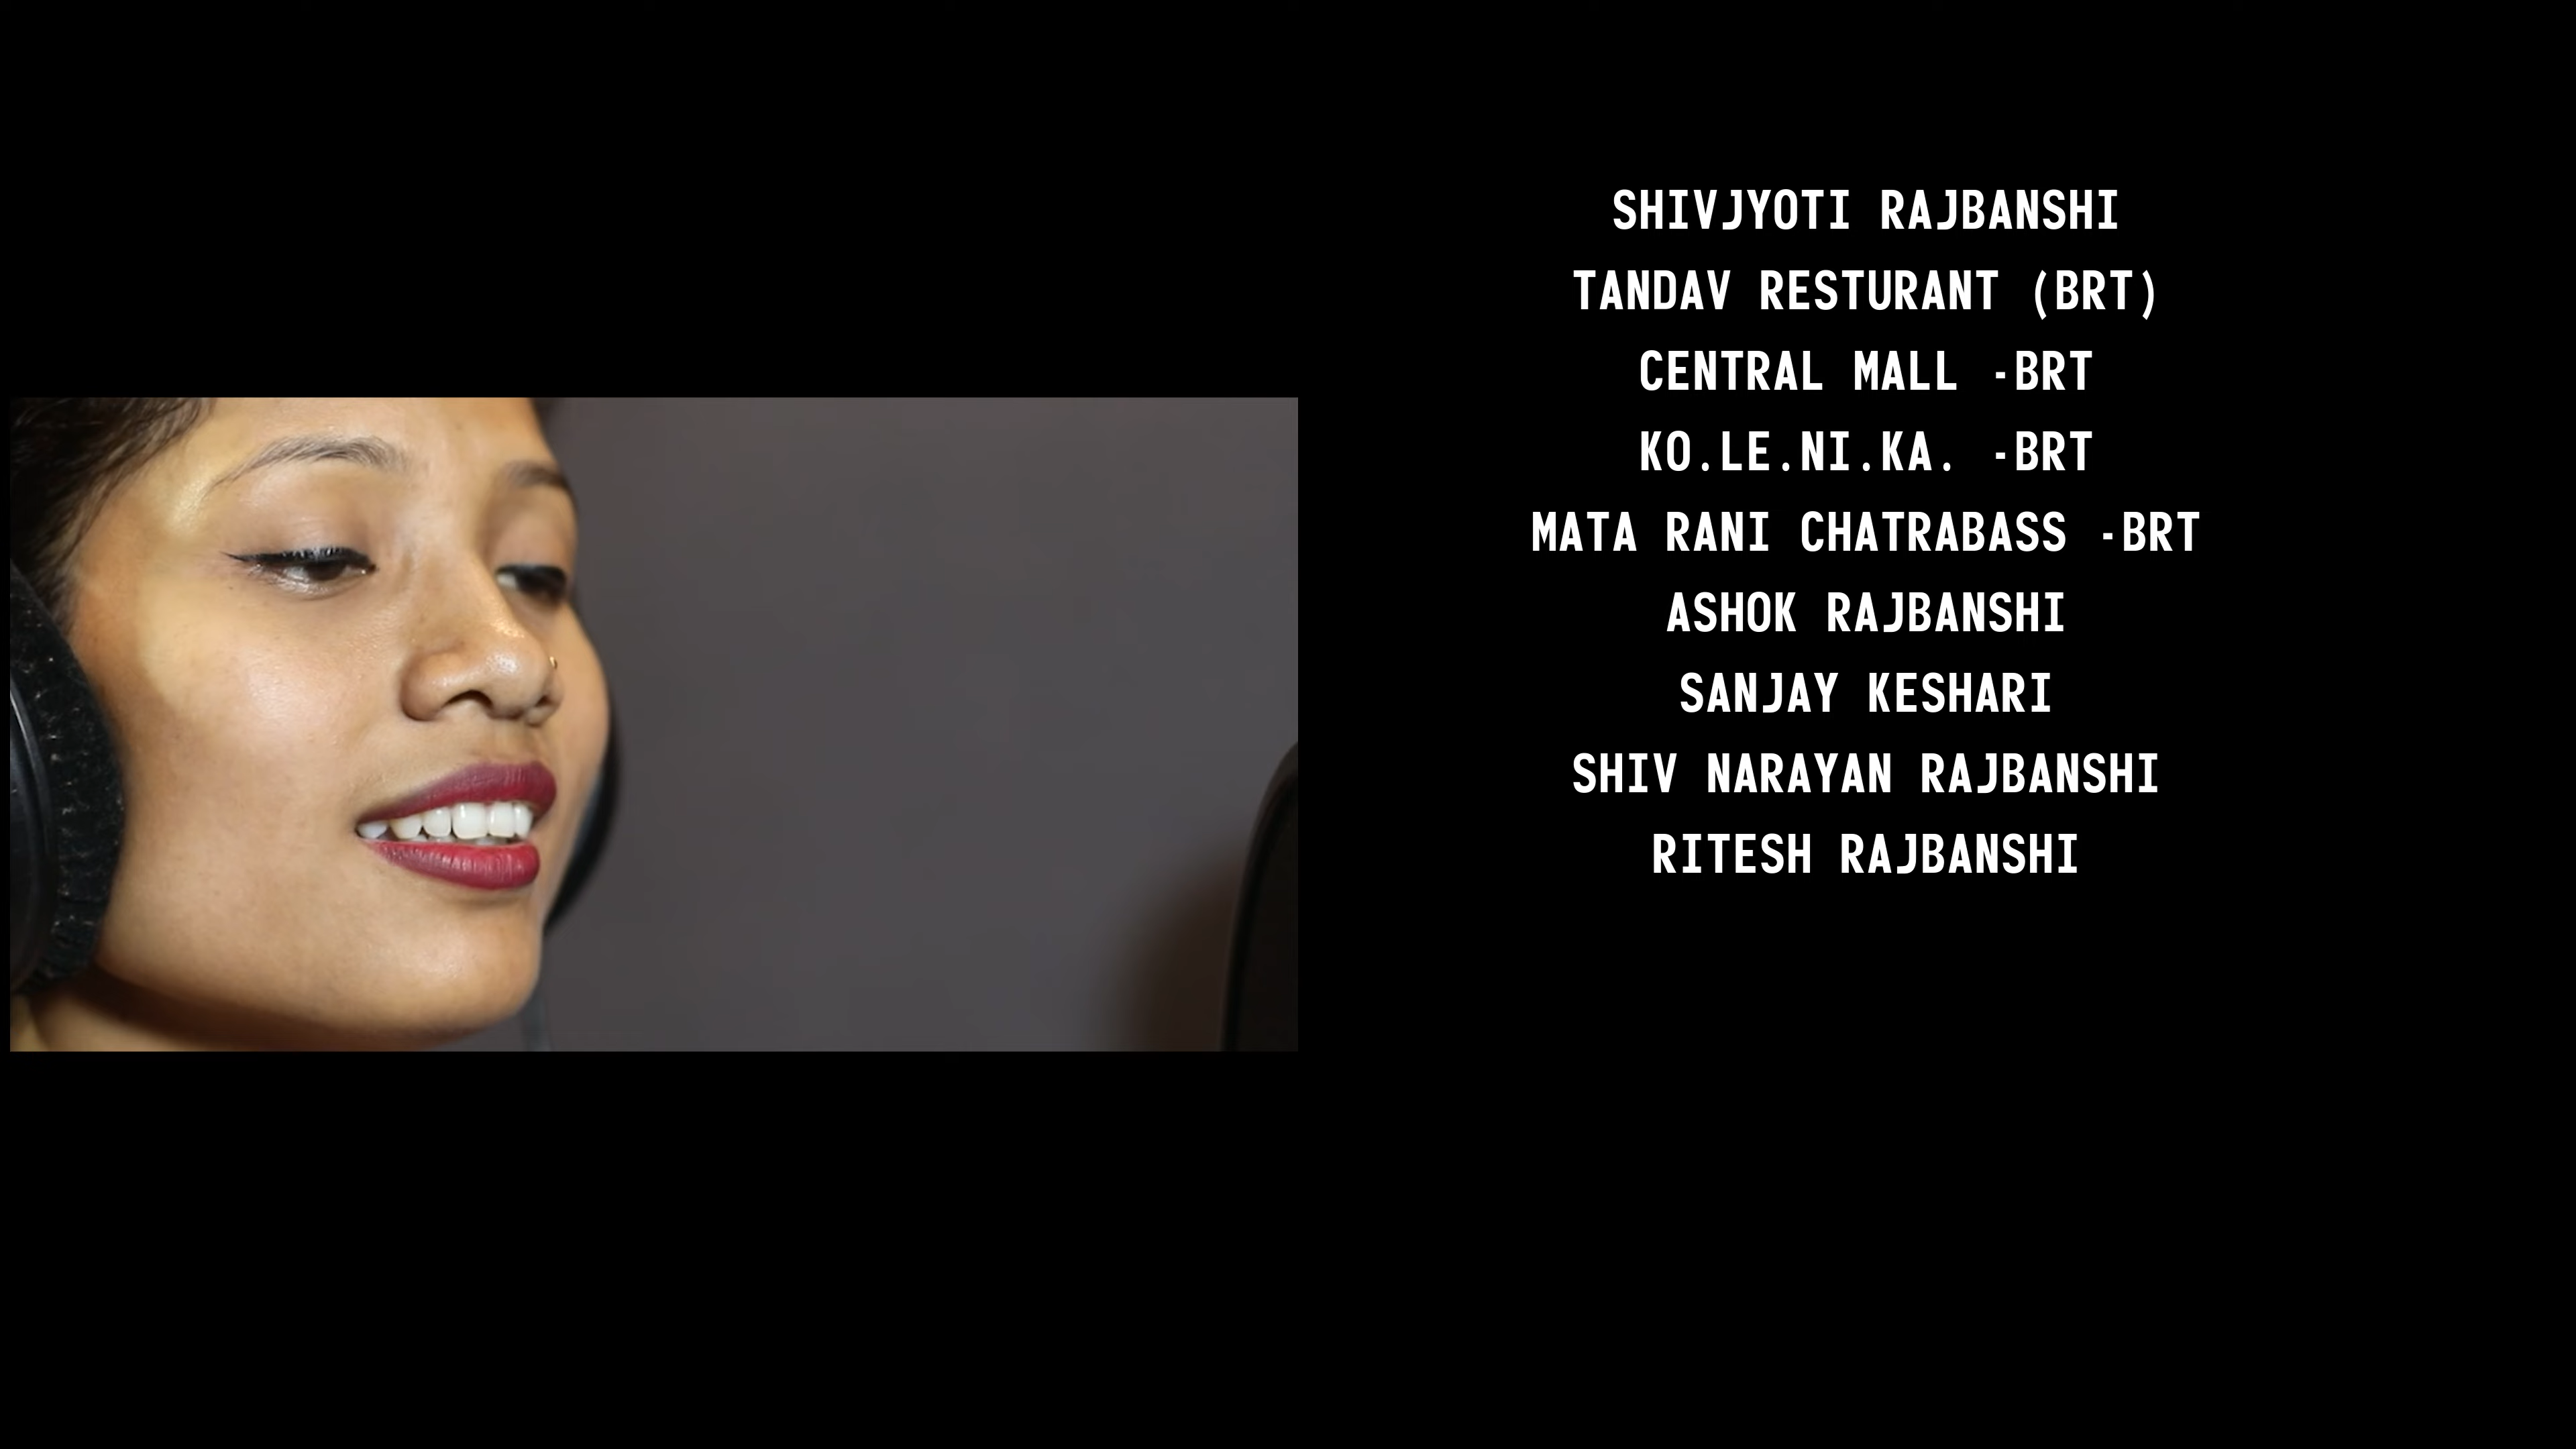 SHIVJYOTI RAJBANSHI
TANDAV RESTURANT (BRT)
CENTRAL MALL -BRT
KO.LE.NI.KA. -BRT
MATA RANI CHATRABASS -BRT
ASHOK RAJBANSHI
SANJAY KESHARI
SHIV NARAYAN RAJBANSHI
RITESH RAJBANSHI